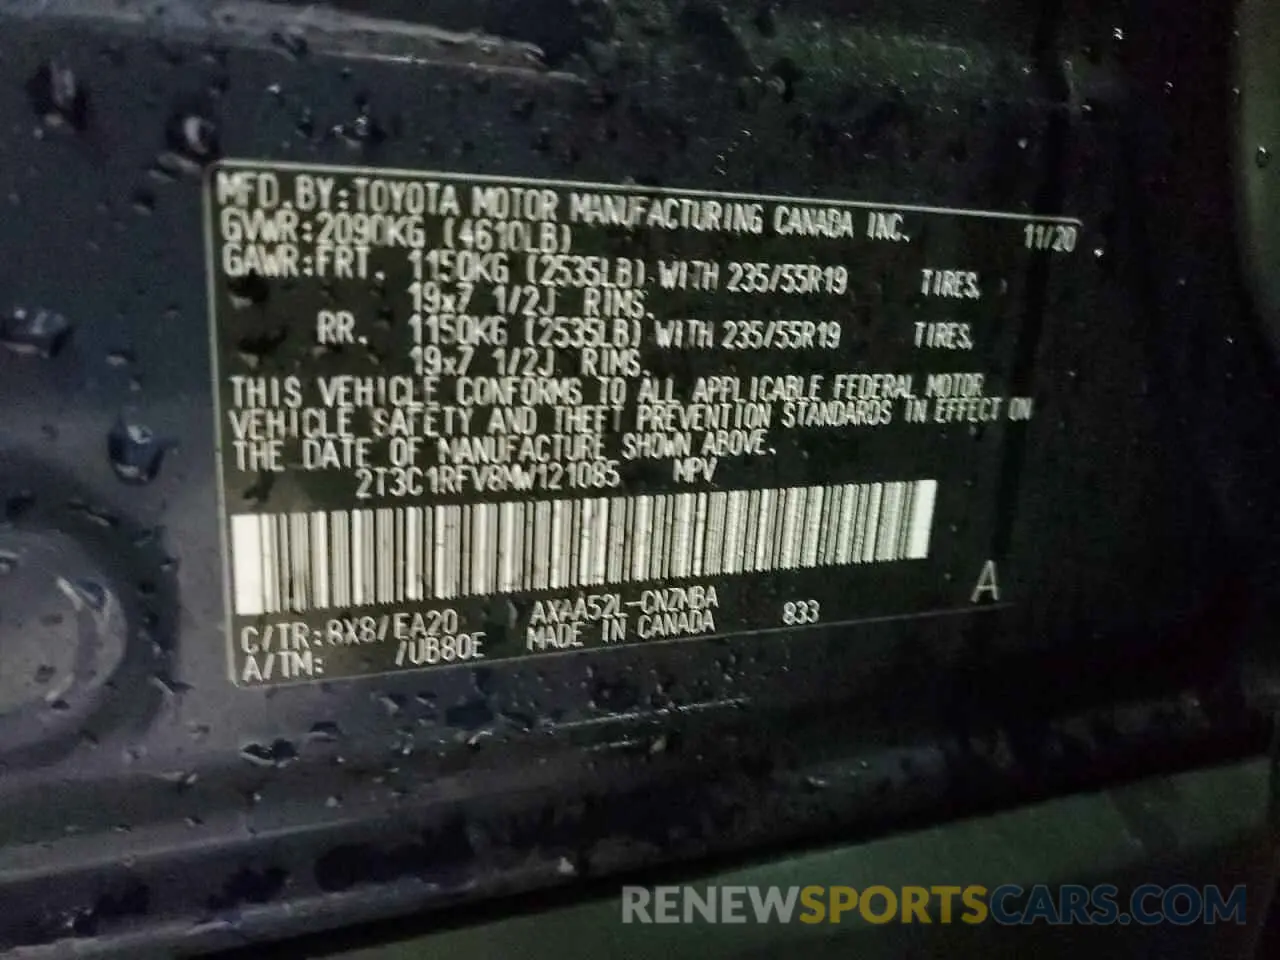 MFD.BY:TOYOTA MOTOR MANUFACTURING CANADA INC.
GVWR:2090KG (4610LB) 11/20
GAWR:FRT. 1150KG (2535LB) WITH 235/55R19 TIRES,
19x7 1/2J RIMS,
RR. 1150KG (2535LB) WITH 235/55R19 TIRES,
19x7 1/2J RIMS,
THIS VEHICLE CONFORMS TO ALL APPLICABLE FEDERAL MOTOR
VEHICLE SAFETY AND THEFT PREVENTION STANDARDS IN EFFECT ON
THE DATE OF MANUFACTURE SHOWN ABOVE.
2T3C1RFV8MW121085 MPV
A
C/TR:8X8/EA20 AXAA52L-CNZMBA 833
A/TM: /UB80E MADE IN CANADA
RENEWSPORTSCARS.COM